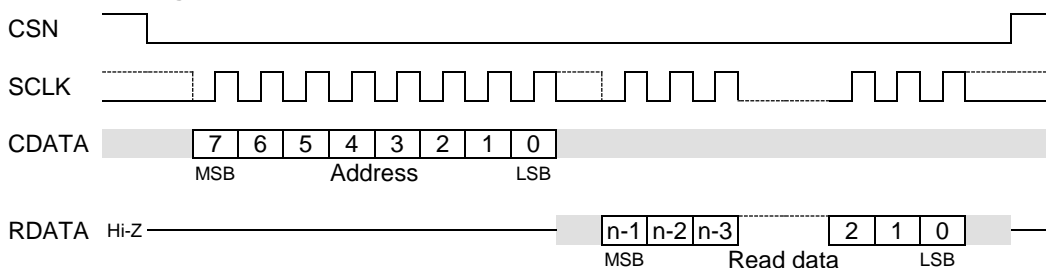 CSN
SCLK
CDATA 7 6 5 4 3 2 1 0
MSB Address LSB
RDATA Hi-Z n-1 n-2 n-3 2 1 0
MSB Read data LSB